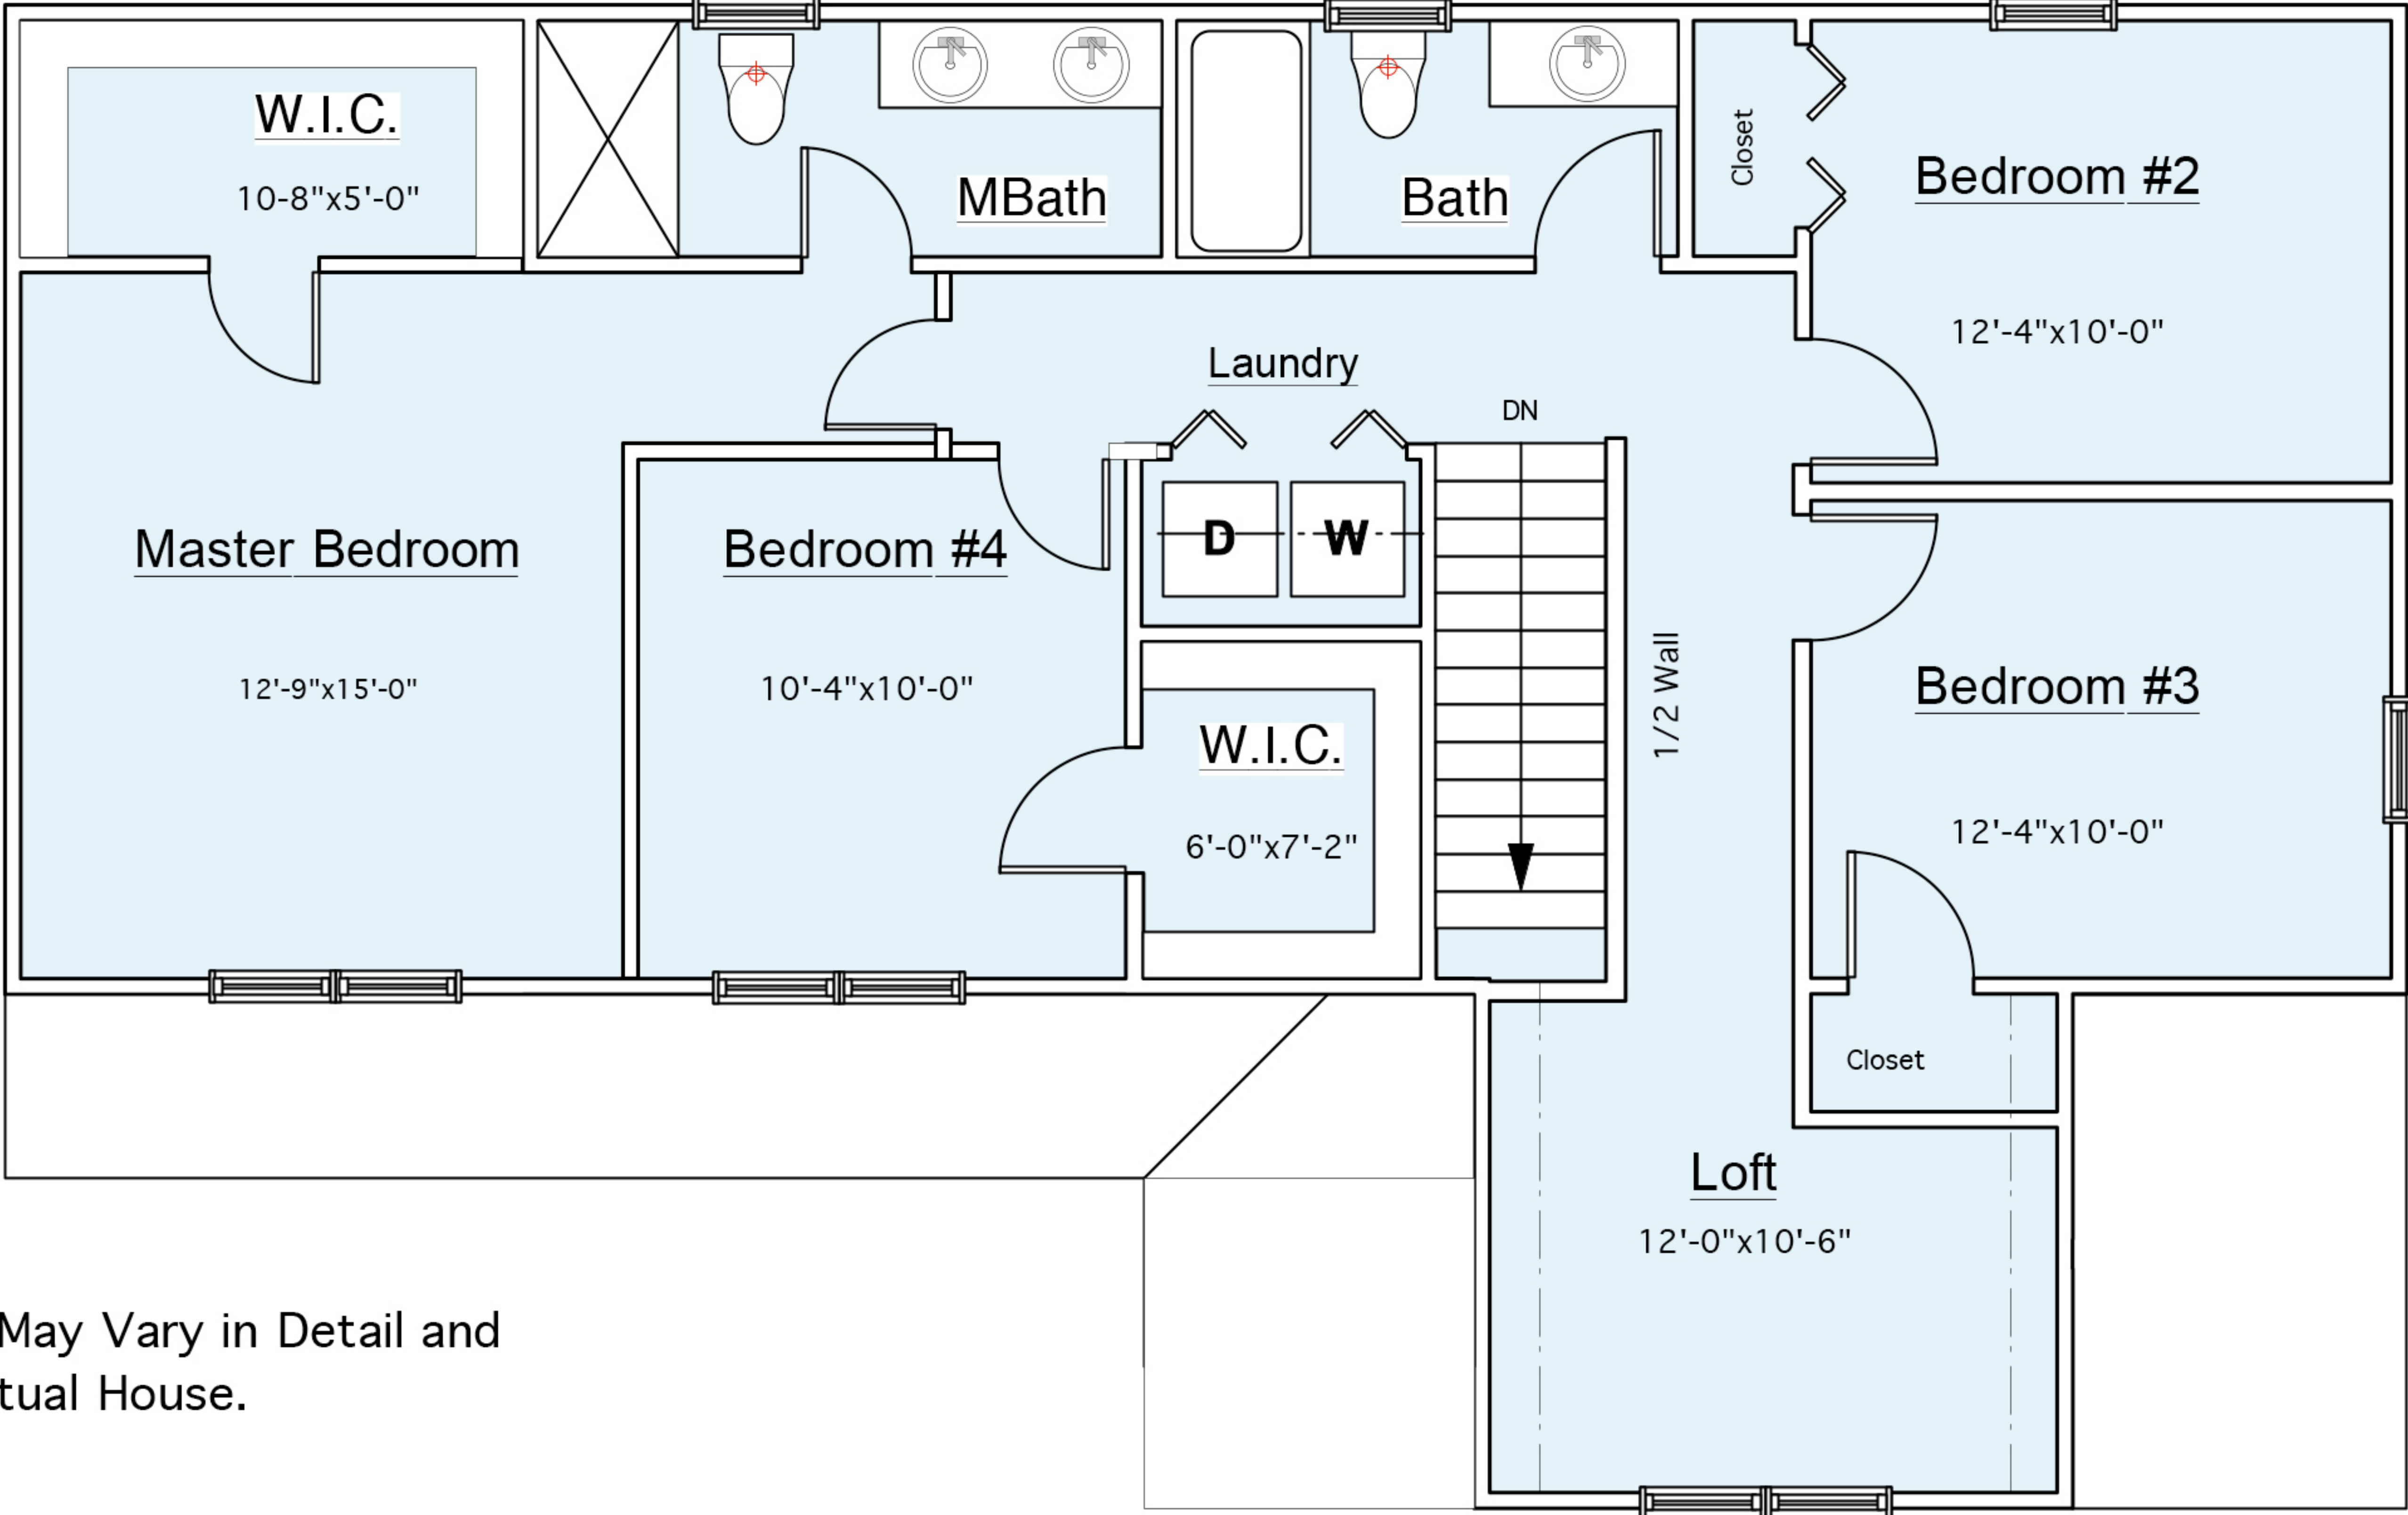 W.I.C.
10-8"x5'-0"
MBath
Bath
Closet
Bedroom #2
12'-4"x10'-0"
Laundry
DN
D
W
Master Bedroom
12'-9"x15'-0"
Bedroom #4
10'-4"x10'-0"
W.I.C.
6'-0"x7'-2"
1/2 Wall
Bedroom #3
12'-4"x10'-0"
Closet
Loft
12'-0"x10'-6"
May Vary in Detail and
tual House.